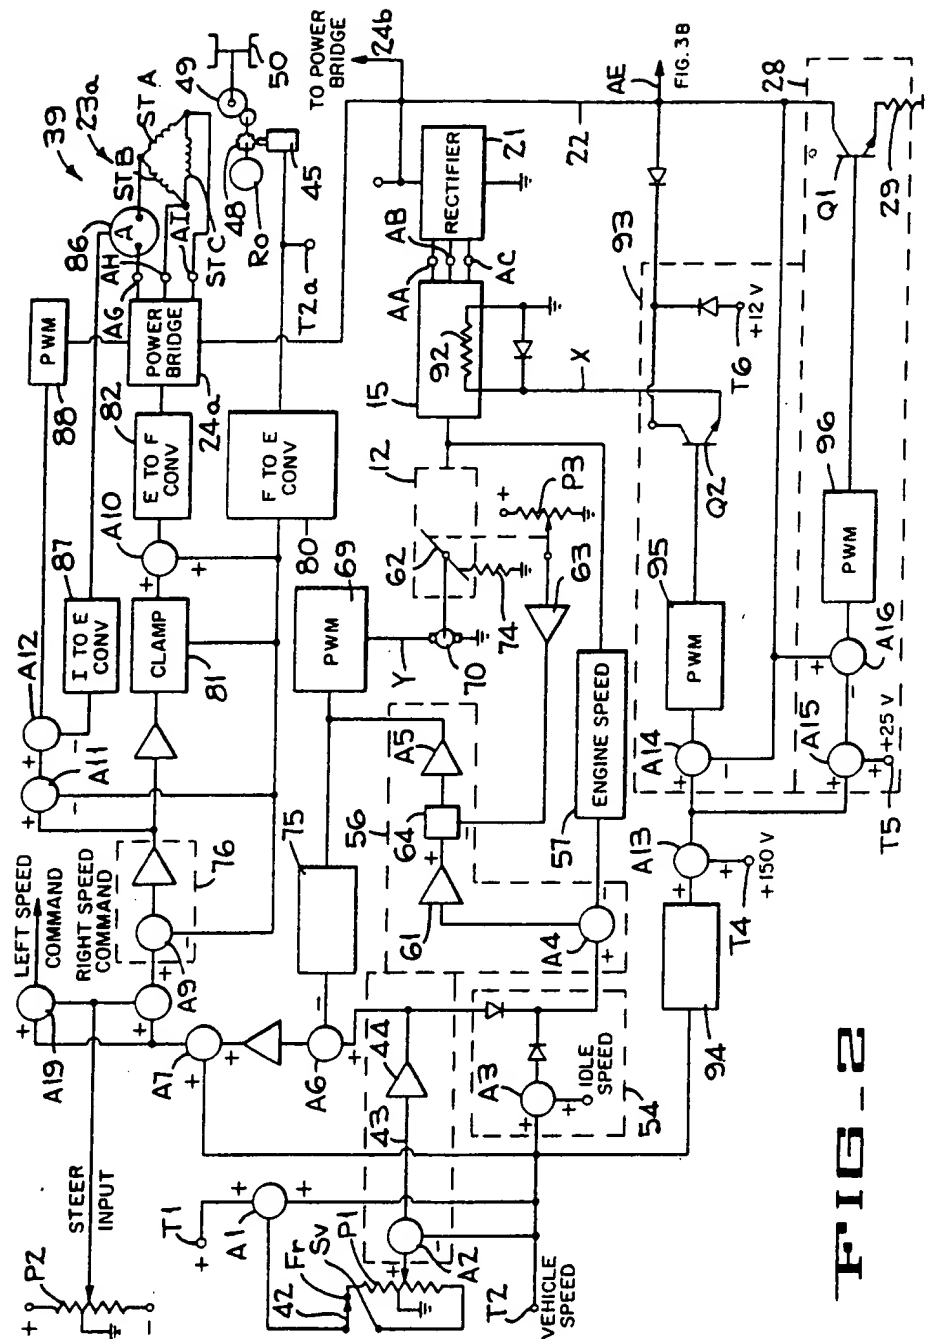 39
23a
ST A
STB
86
A
AH
AI
STC
AG
49
50
48
Ro
45
T2a
TO POWER
BRIDGE
24b
PWM
88
POWER
BRIDGE
24a
82
E TO F
CONV
A10
+
+
F TO E
CONV
80
87
I TO E
CONV
A12
+
-
A11
+
-
CLAMP
81
76
A9
+
-
LEFT SPEED
COMMAND
RIGHT SPEED
COMMAND
A19
+
+
A7
+
+
STEER
INPUT
P2
+
-
RECTIFIER
21
AA
AB
AC
22
AE
FIG. 3B
15
92
X
12
62
P3
+
63
74
70
Y
69
PWM
A5
64
56
61
+
75
A6
-
+
57
ENGINE SPEED
A4
-
+
44
43
A2
+
-
A3
+
+
IDLE
SPEED
54
T1
+
A1
+
+
Fr
Sv
P1
42
T2
VEHICLE
SPEED
93
T6
+12 V
Q2
95
PWM
A14
+
-
A13
+
+
T4
+150 V
94
28
Q1
29
96
PWM
A16
+
-
A15
+
+
+25 V
T5
FIG_2